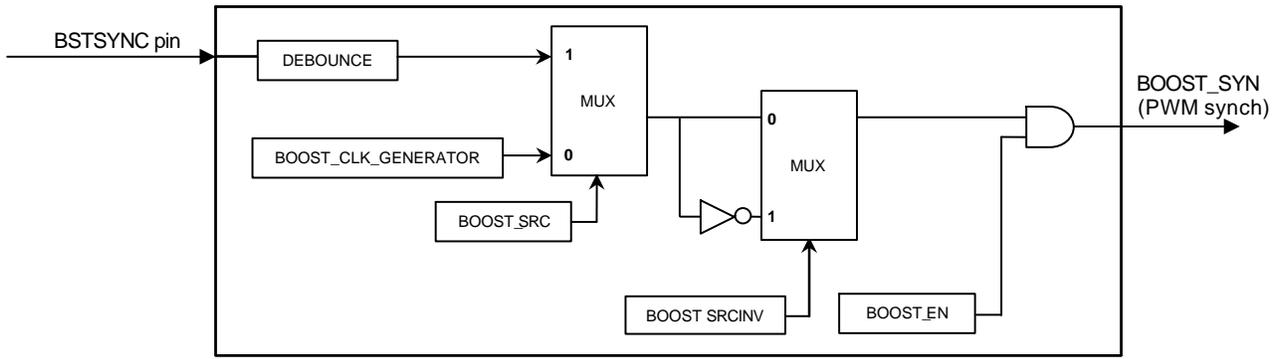 BSTSYNC pin
DEBOUNCE
1
MUX
0
BOOST_CLK_GENERATOR
BOOST_SRC
0
MUX
1
BOOST SRCINV
BOOST_EN
BOOST_SYN
(PWM synch)